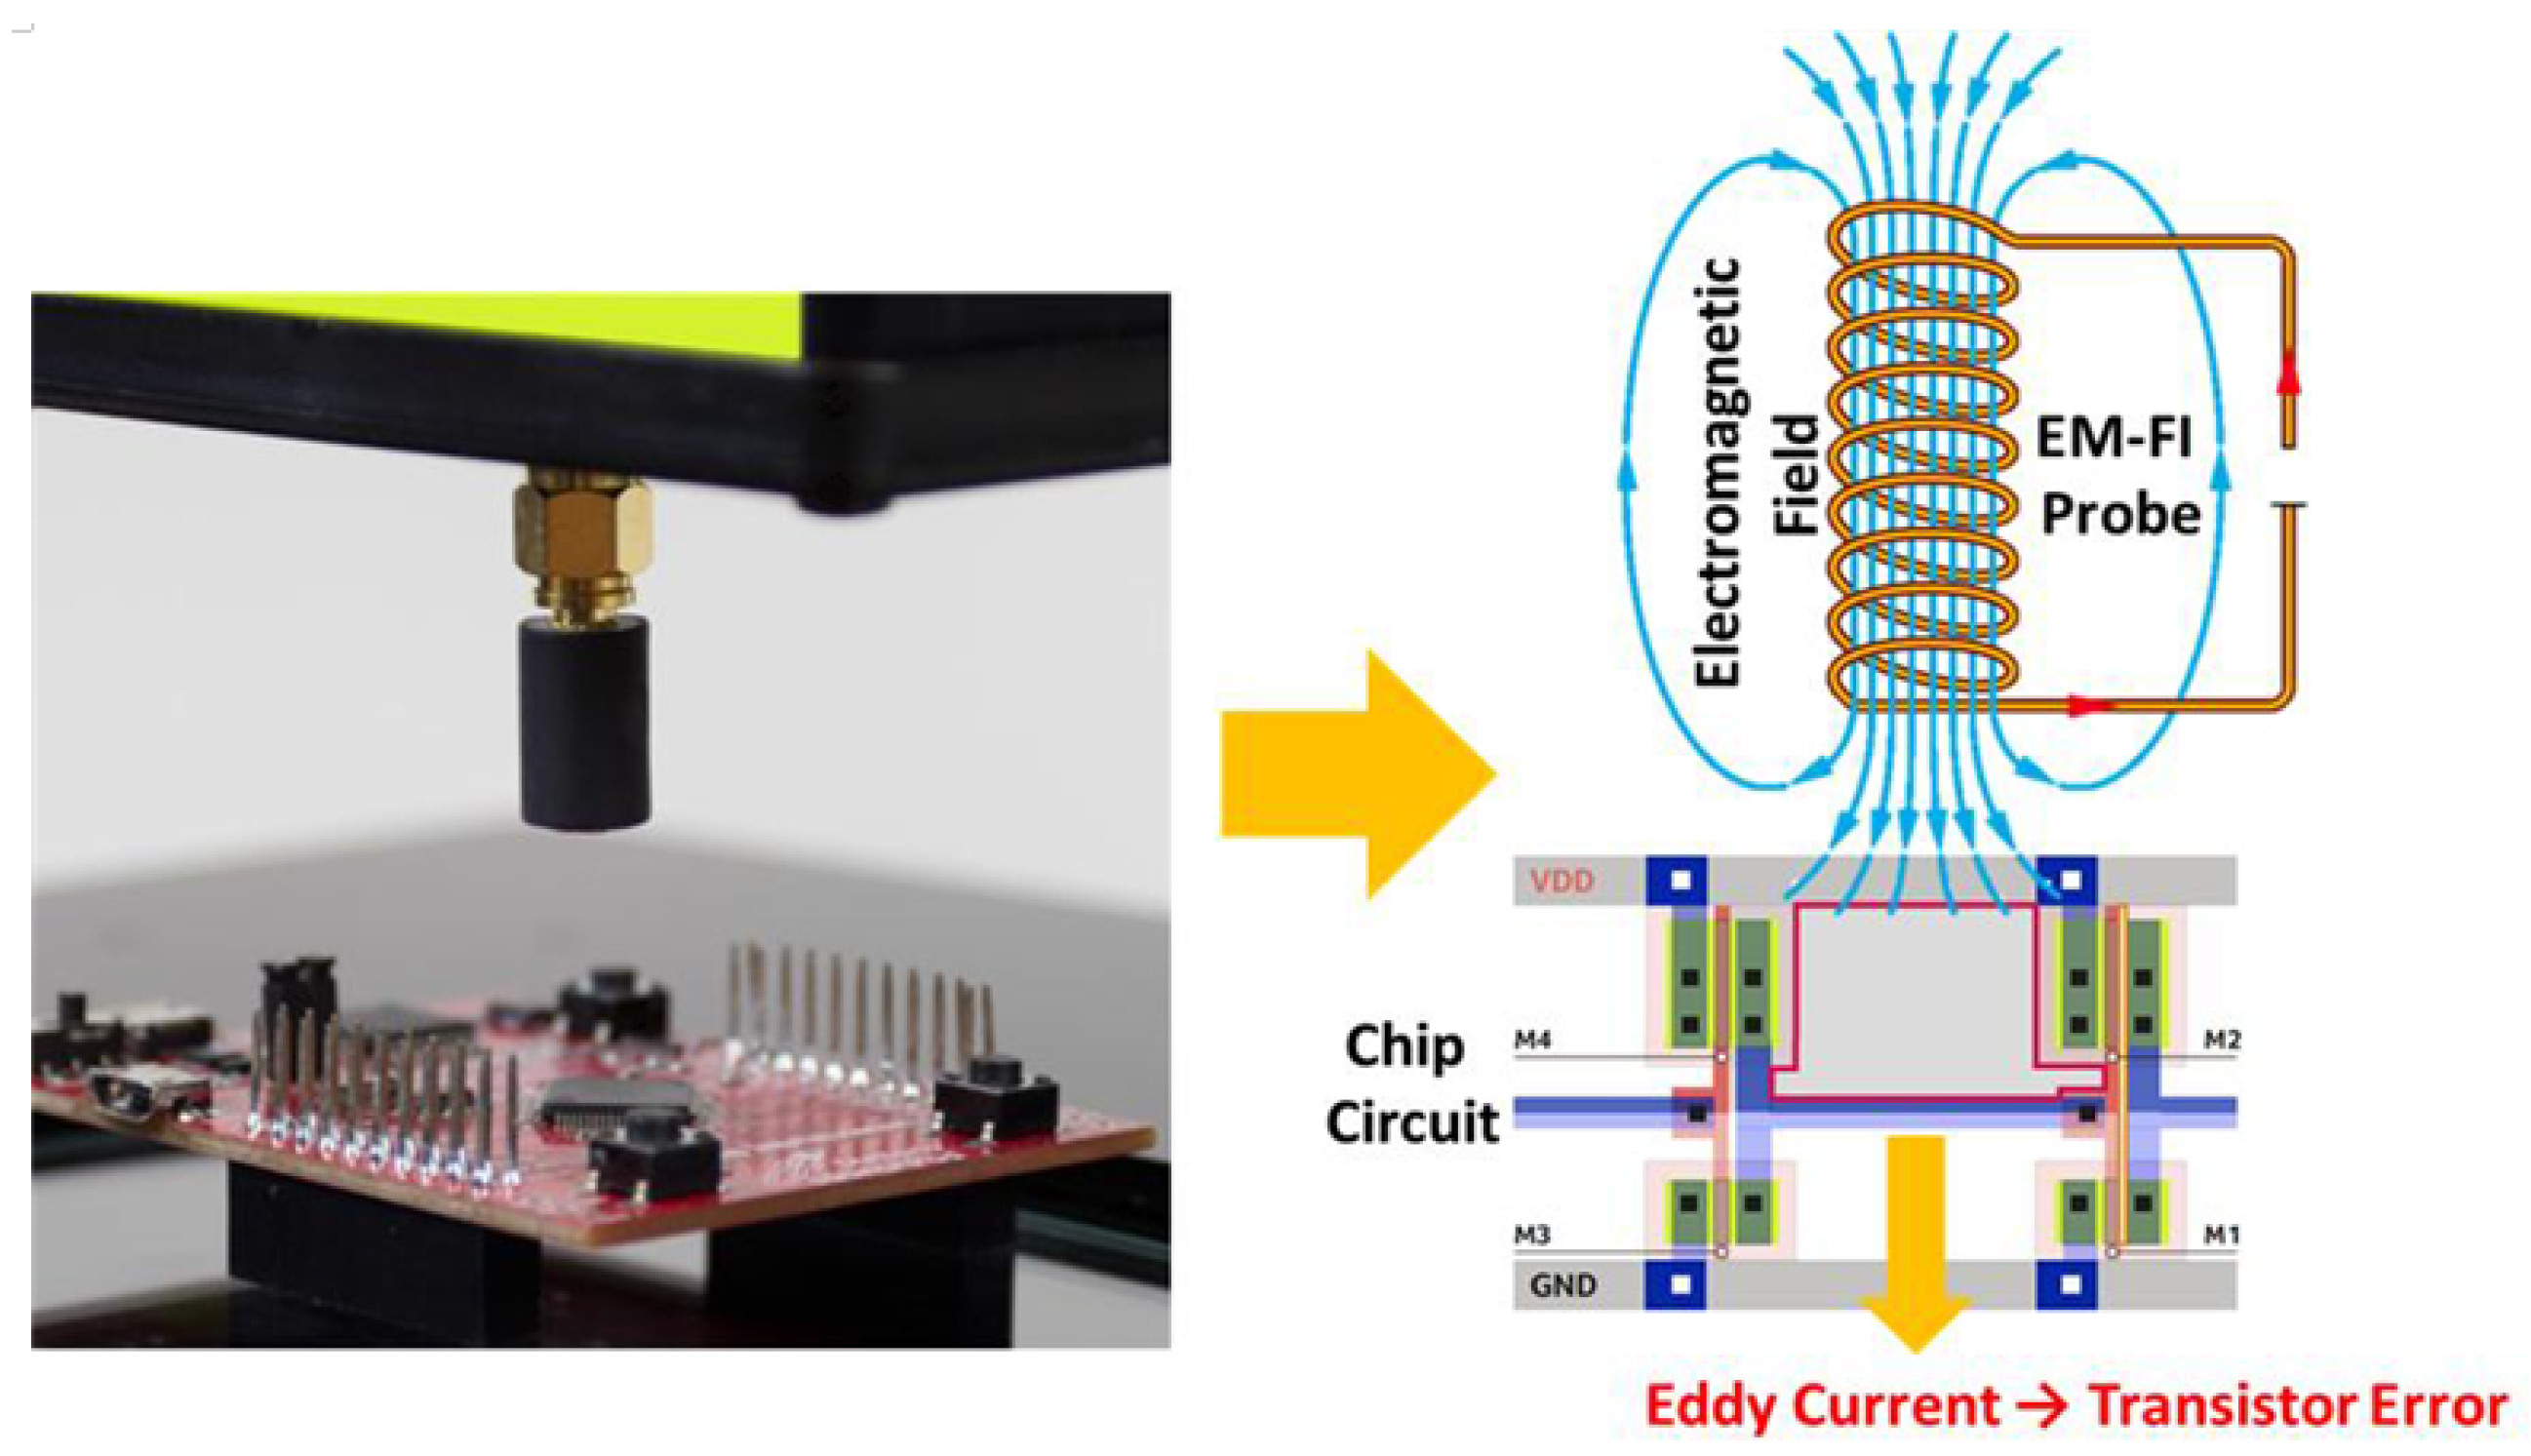 Electromagnetic
Field
EM-FI
Probe
VDD
Chip
Circuit
M4
M2
M3
M1
GND
Eddy Current → Transistor Error